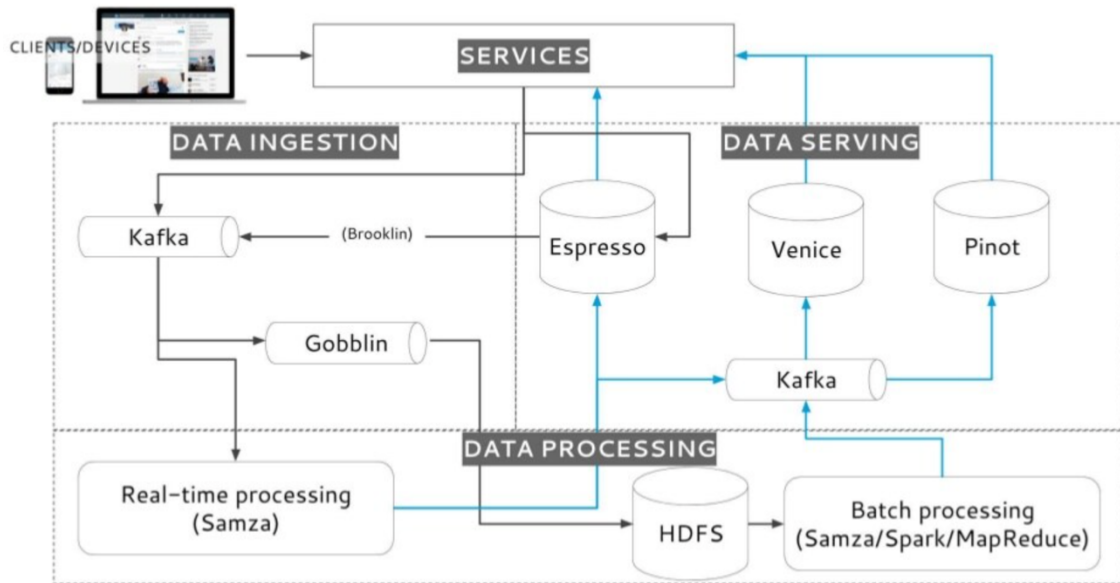 CLIENTS/DEVICES
SERVICES
DATA INGESTION
DATA SERVING
Kafka
(Brooklin)
Espresso
Venice
Pinot
Gobblin
Kafka
DATA PROCESSING
Real-time processing
(Samza)
HDFS
Batch processing
(Samza/Spark/MapReduce)